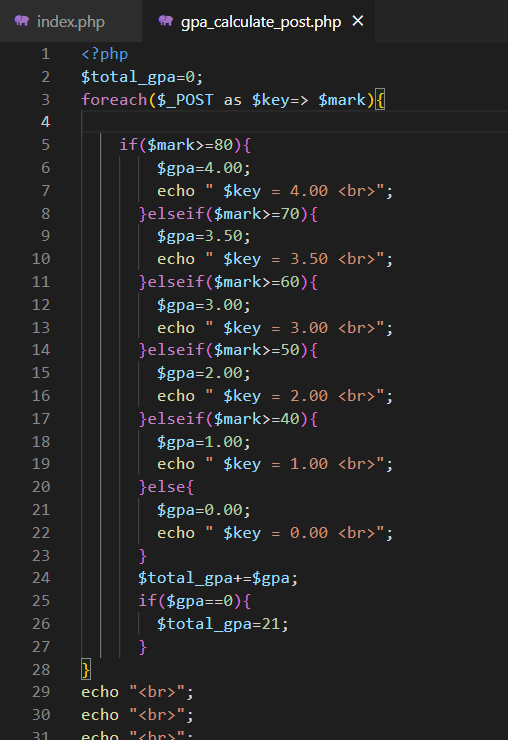 index.php
gpa_calculate_post.php ×
1 <?php
2 $total_gpa=0;
3 foreach($_POST as $key=> $mark){
4
5 if($mark>=80){
6 $gpa=4.00;
7 echo " $key = 4.00 <br>";
8 }elseif($mark>=70){
9 $gpa=3.50;
10 echo " $key = 3.50 <br>";
11 }elseif($mark>=60){
12 $gpa=3.00;
13 echo " $key = 3.00 <br>";
14 }elseif($mark>=50){
15 $gpa=2.00;
16 echo " $key = 2.00 <br>";
17 }elseif($mark>=40){
18 $gpa=1.00;
19 echo " $key = 1.00 <br>";
20 }else{
21 $gpa=0.00;
22 echo " $key = 0.00 <br>";
23 }
24 $total_gpa+=$gpa;
25 if($gpa==0){
26 $total_gpa=21;
27 }
28 }
29 echo "<br>";
30 echo "<br>";
31 echo "<br>";